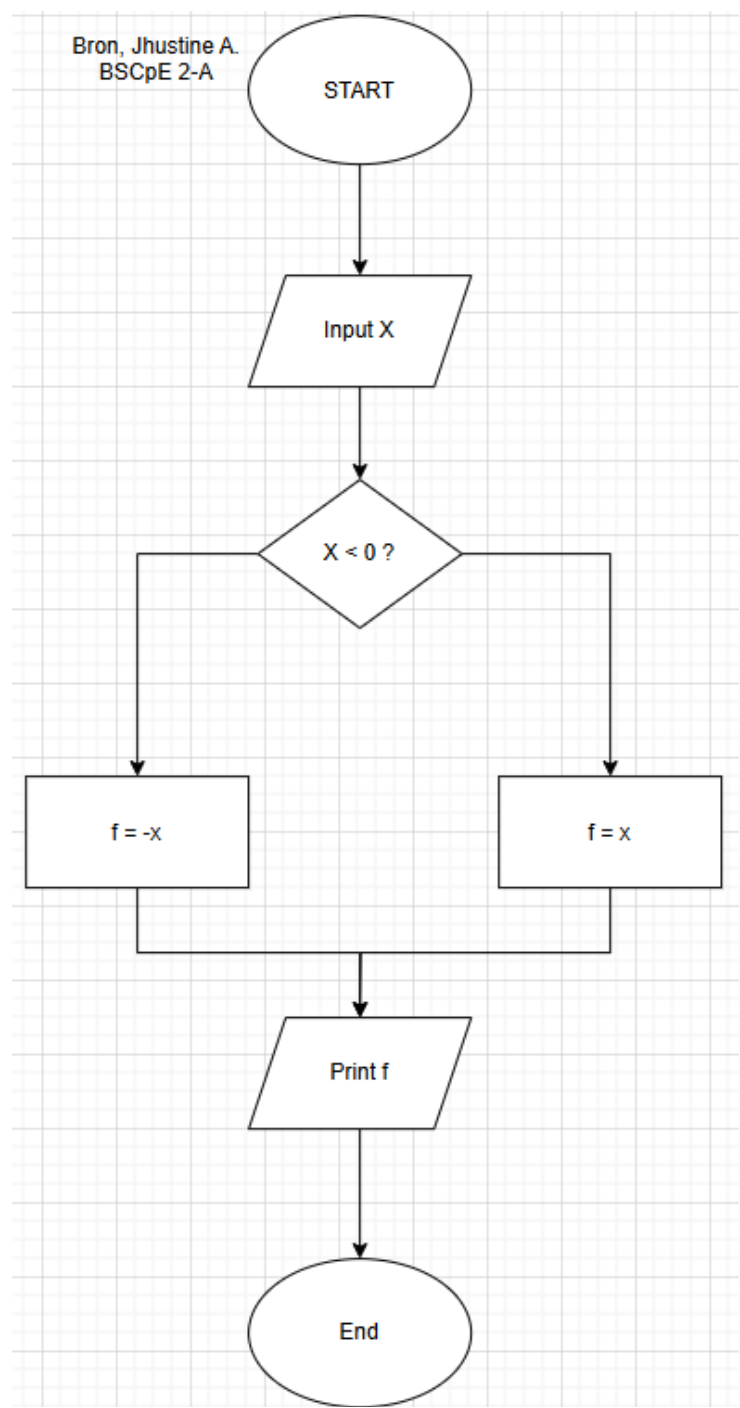 Bron, Jhustine A.
BSCpE 2-A
START
Input X
X < 0 ?
f = -x
f = x
Print f
End